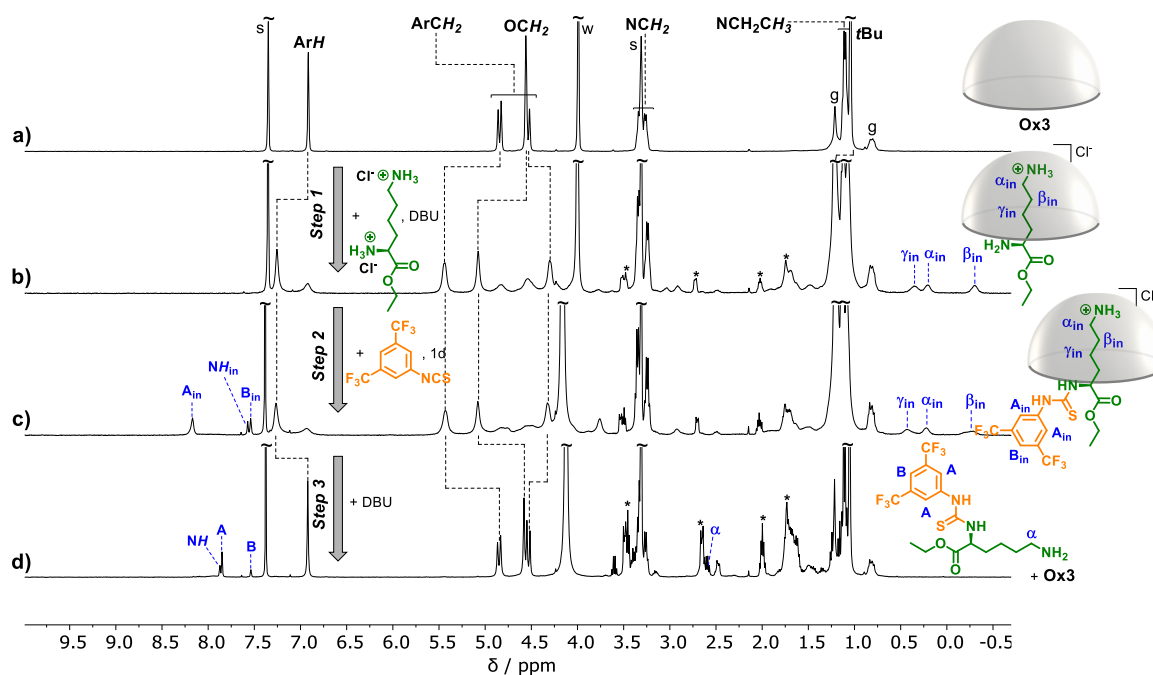 ArCH₂
OCH₂
NCH₂
NCH₂CH₃
tBu
s
ArH
w
s
g
g
a)
Ox3
Step 1
+
Cl⁻
⊕
NH₃
, DBU
⊕
H₃N
Cl⁻
O
O
*
*
*
*
γin
αin
βin
b)
Cl⁻
⊕
NH₃
αin
βin
γin
H₂N
O
O
Step 2
+
CF₃
F₃C
NCS
, 1d
Ain
NHin
Bin
γin
αin
βin
c)
Cl
⊕
NH₃
αin
βin
γin
HN
NH
S
O
O
Ain
F₃C
Ain
Bin
CF₃
Step 3
+ DBU
NH
A
B
*
*
α
*
*
d)
CF₃
B
A
F₃C
NH
A
S
NH
O
O
α
NH₂
+ Ox3
9.5 9.0 8.5 8.0 7.5 7.0 6.5 6.0 5.5 5.0 4.5 4.0 3.5 3.0 2.5 2.0 1.5 1.0 0.5 0.0 -0.5
δ / ppm